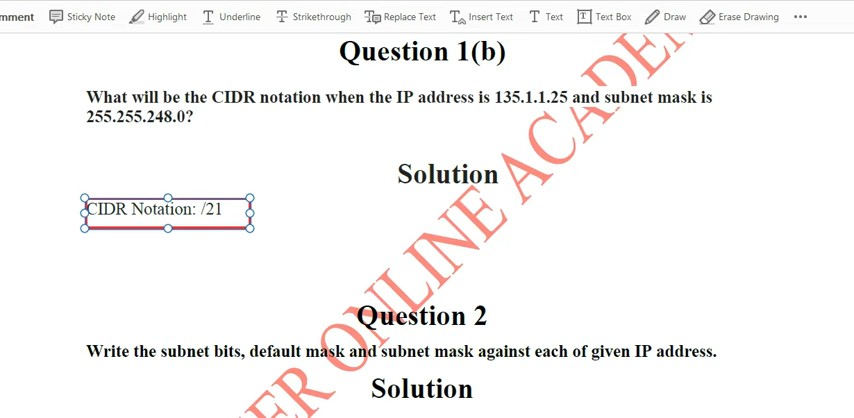 mment Sticky Note Highlight Underline Strikethrough Replace Text Insert Text Text Text Box Draw Erase Drawing
Question 1(b)
What will be the CIDR notation when the IP address is 135.1.1.25 and subnet mask is
255.255.248.0?
Solution
CIDR Notation: /21
Question 2
Write the subnet bits, default mask and subnet mask against each of given IP address.
Solution
ER ONLINE ACADEM